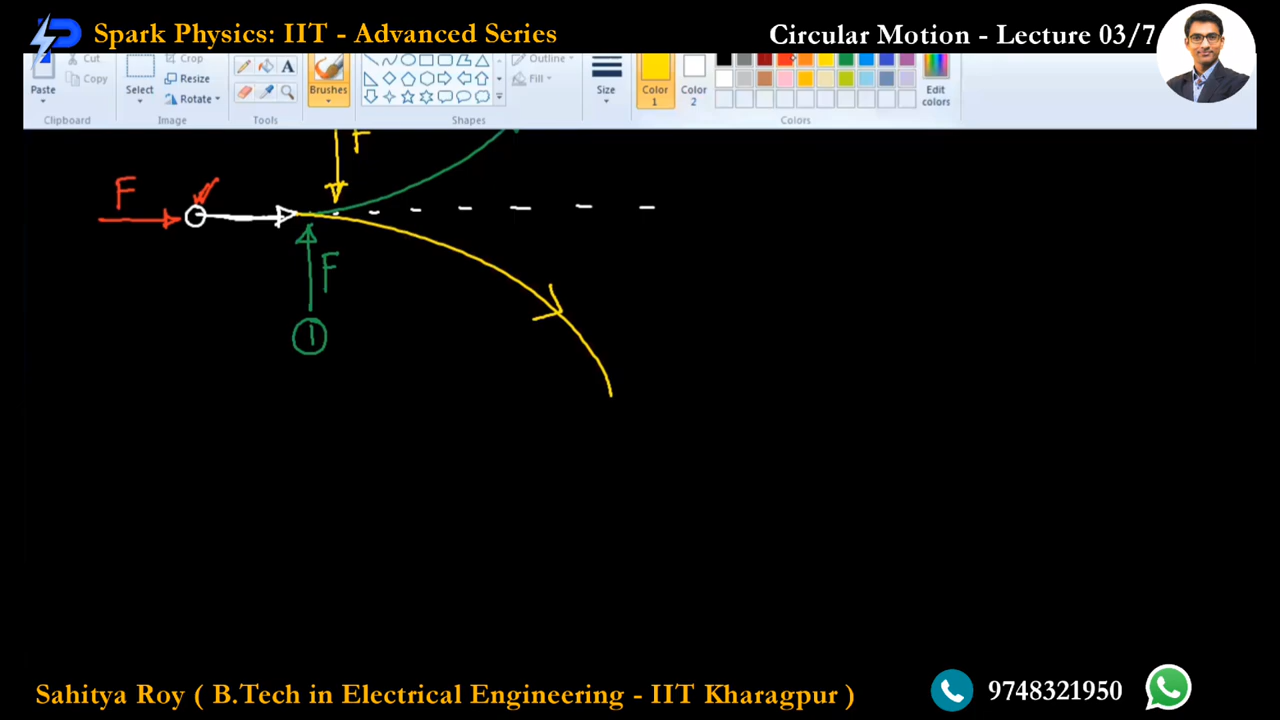 Spark Physics: IIT - Advanced Series
Circular Motion - Lecture 03/7
Paste
Cut
Copy
Clipboard
Select
Crop
Resize
Rotate
Image
A
Tools
Brushes
Shapes
Outline
Fill
Size
Color 1
Color 2
Edit colors
Colors
F
F
F
1
Sahitya Roy ( B.Tech in Electrical Engineering - IIT Kharagpur )
9748321950